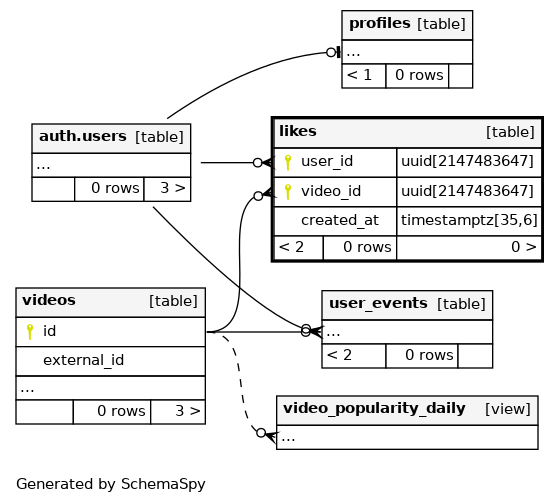 profiles [table]
...
< 1 0 rows
auth.users [table]
...
0 rows 3 >
likes [table]
user_id uuid[2147483647]
video_id uuid[2147483647]
created_at timestamptz[35,6]
< 2 0 rows 0 >
videos [table]
id
external_id
...
0 rows 3 >
user_events [table]
...
< 2 0 rows
video_popularity_daily [view]
...
Generated by SchemaSpy